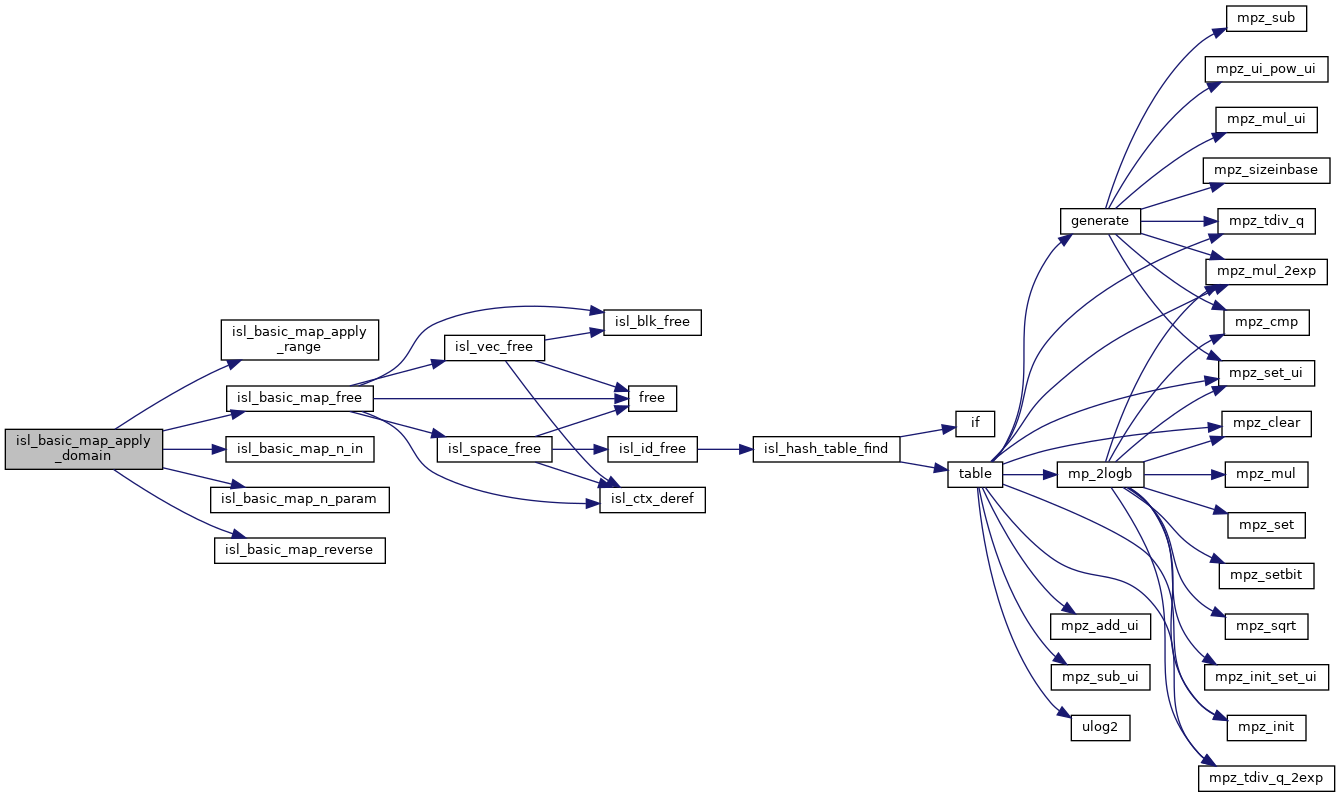 isl_basic_map_apply
_domain
isl_basic_map_apply
_range
isl_basic_map_free
isl_basic_map_n_in
isl_basic_map_n_param
isl_basic_map_reverse
isl_vec_free
isl_space_free
isl_blk_free
free
isl_id_free
isl_ctx_deref
isl_hash_table_find
if
table
generate
mp_2logb
mpz_add_ui
mpz_sub_ui
ulog2
mpz_sub
mpz_ui_pow_ui
mpz_mul_ui
mpz_sizeinbase
mpz_tdiv_q
mpz_mul_2exp
mpz_cmp
mpz_set_ui
mpz_clear
mpz_mul
mpz_set
mpz_setbit
mpz_sqrt
mpz_init_set_ui
mpz_init
mpz_tdiv_q_2exp